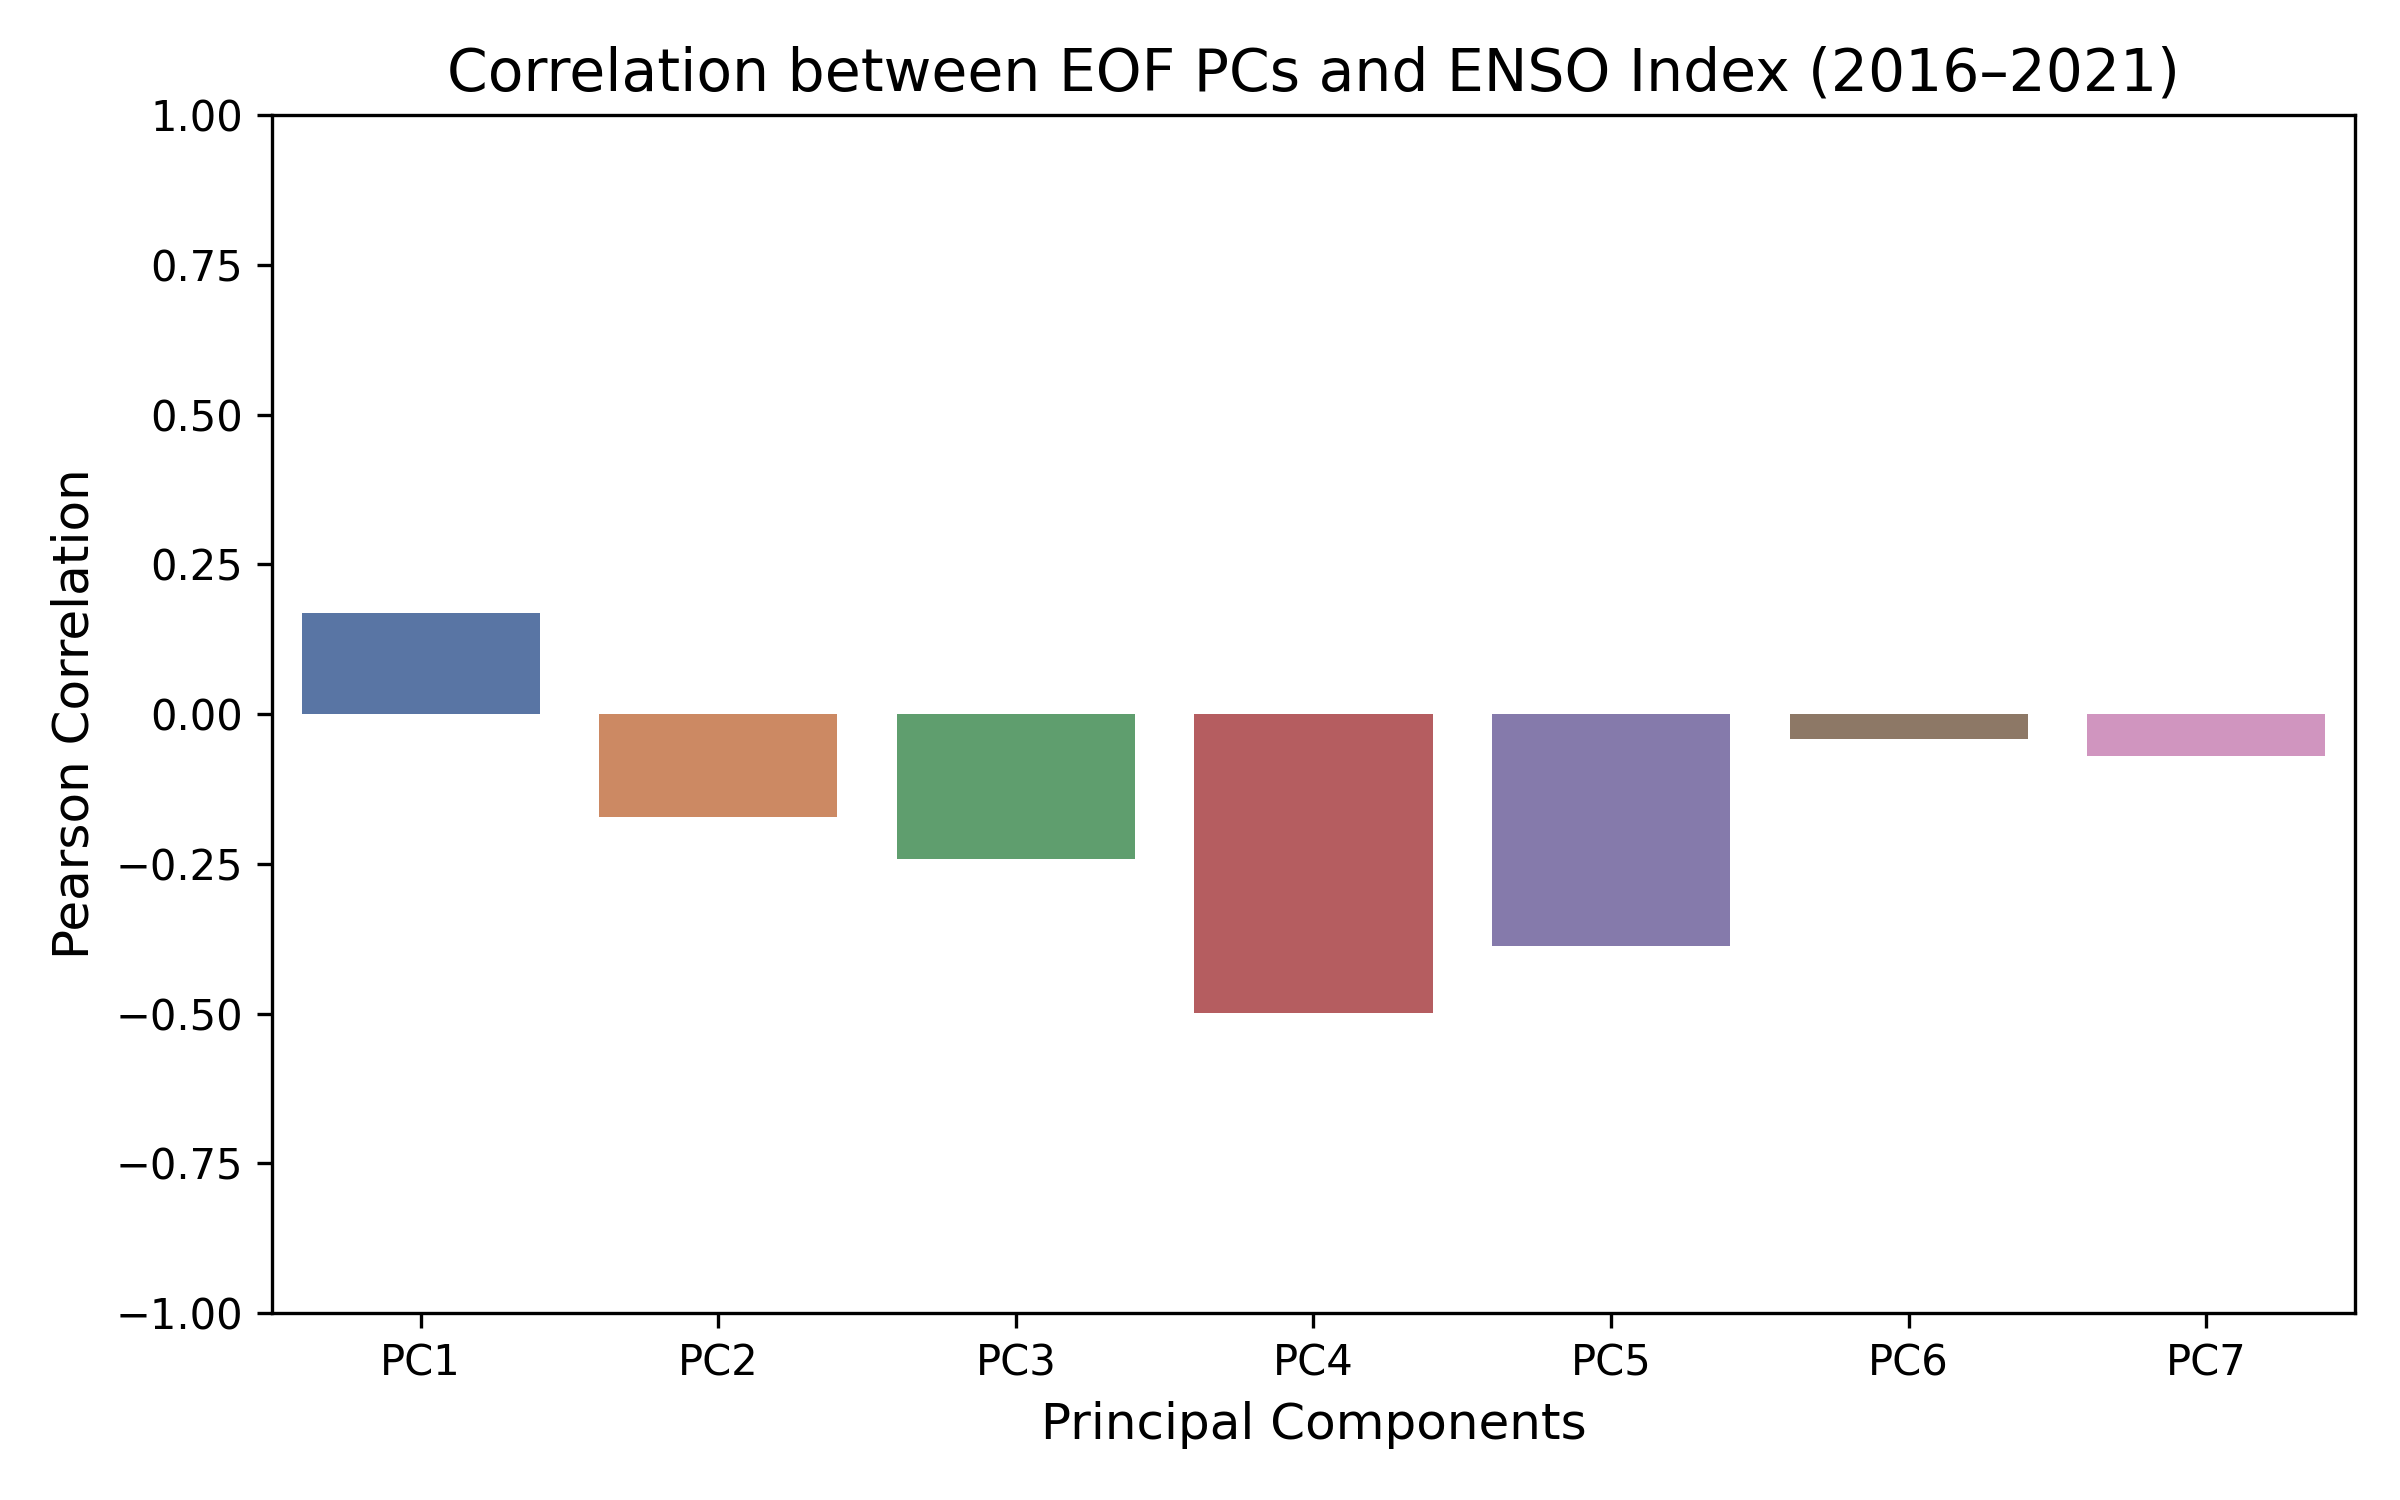 Correlation between EOF PCs and ENSO Index (2016–2021)
1.00
0.75
0.50
0.25
0.00
−0.25
−0.50
−0.75
−1.00
Pearson Correlation
PC1 PC2 PC3 PC4 PC5 PC6 PC7
Principal Components